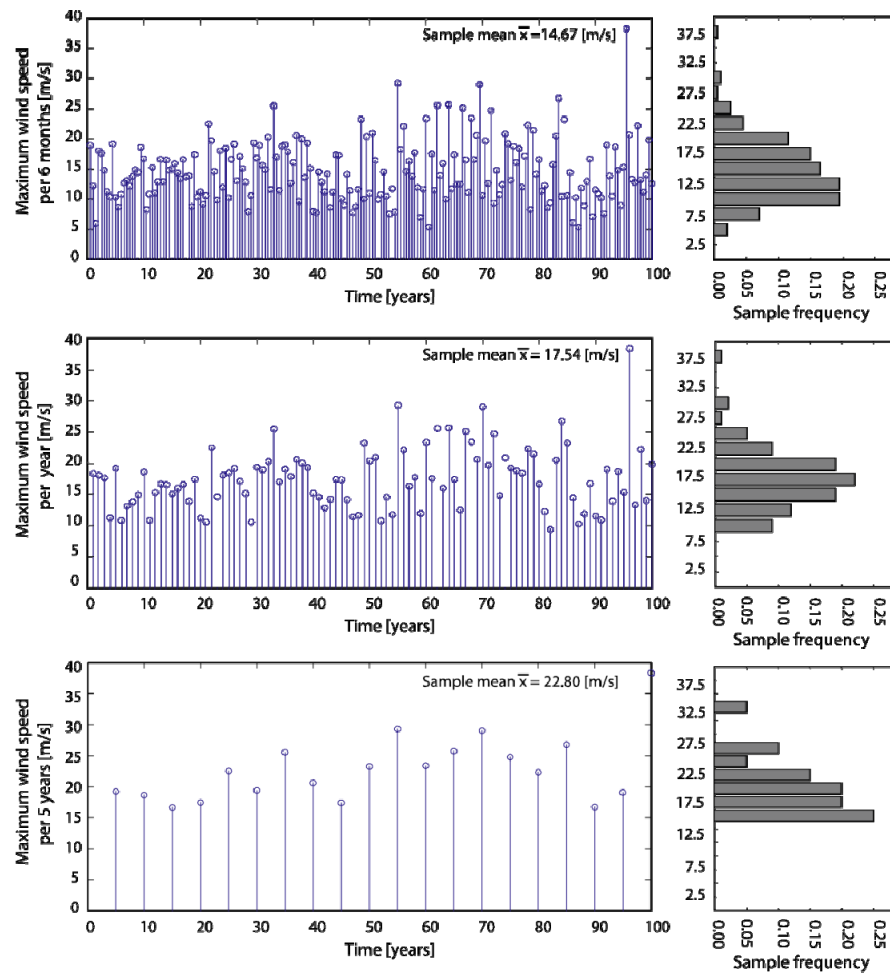 Maximum wind speed
per 6 months [m/s]
40
35
30
25
20
15
10
5
0
Sample mean x̅ =14.67 [m/s]
0 10 20 30 40 50 60 70 80 90 100
Time [years]
37.5
32.5
27.5
22.5
17.5
12.5
7.5
2.5
0.00 0.05 0.10 0.15 0.20 0.25
Sample frequency
Maximum wind speed
per year [m/s]
40
35
30
25
20
15
10
5
0
Sample mean x̅ = 17.54 [m/s]
0 10 20 30 40 50 60 70 80 90 100
Time [years]
37.5
32.5
27.5
22.5
17.5
12.5
7.5
2.5
0.00 0.05 0.10 0.15 0.20 0.25
Sample frequency
Maximum wind speed
per 5 years [m/s]
40
35
30
25
20
15
10
5
0
Sample mean x̅ = 22.80 [m/s]
0 10 20 30 40 50 60 70 80 90 100
Time [years]
37.5
32.5
27.5
22.5
17.5
12.5
7.5
2.5
0.00 0.05 0.10 0.15 0.20 0.25
Sample frequency